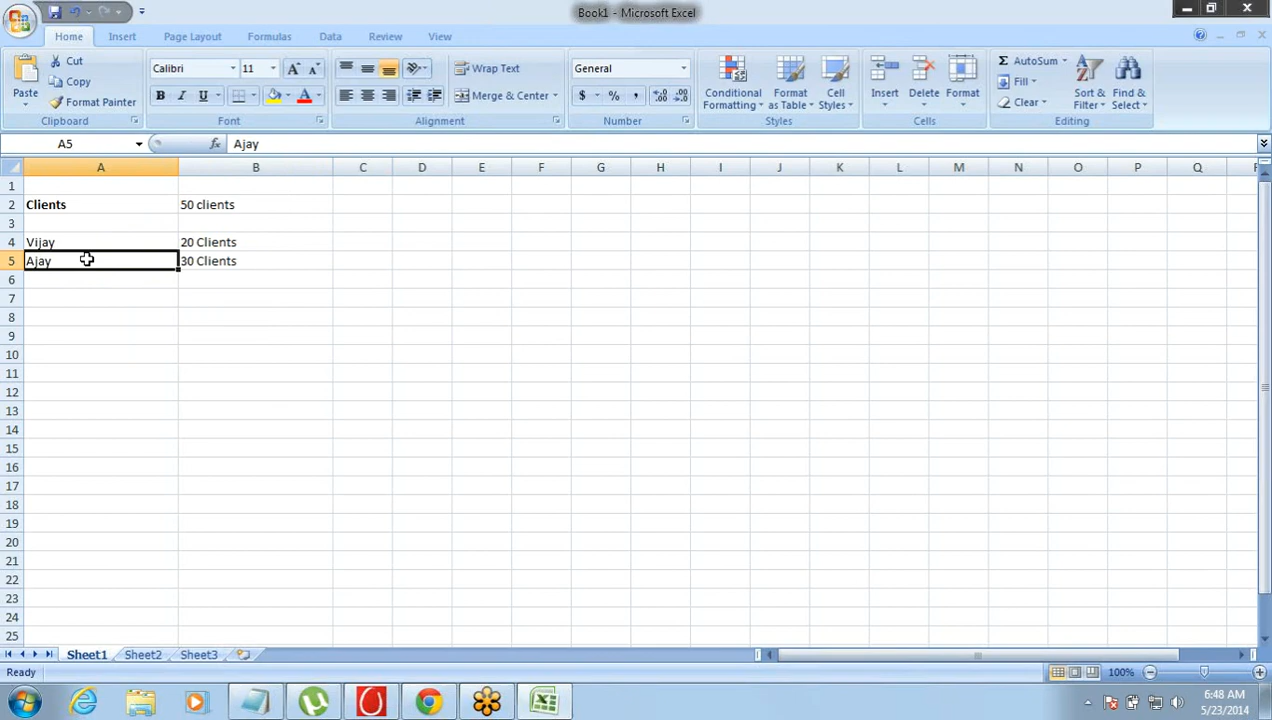 Book1 - Microsoft Excel
Home Insert Page Layout Formulas Data Review View
Paste
Cut
Copy
Format Painter
Clipboard
Calibri 11
B I U
Font
Wrap Text
Merge & Center
Alignment
General
$ % ,
Number
Conditional Formatting
Format as Table
Cell Styles
Styles
Insert Delete Format
Cells
AutoSum
Fill
Clear
Sort & Filter
Find & Select
Editing
A5 fx Ajay
A B C D E F G H I J K L M N O P Q
1
2 Clients 50 clients
3
4 Vijay 20 Clients
5 Ajay 30 Clients
6
7
8
9
10
11
12
13
14
15
16
17
18
19
20
21
22
23
24
25
Sheet1 Sheet2 Sheet3
Ready 100%
6:48 AM
5/23/2014